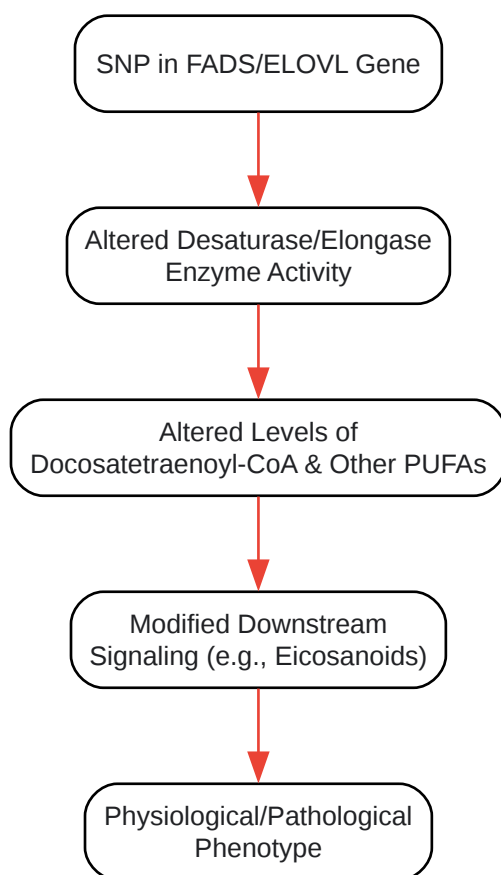 SNP in FADS/ELOVL Gene
Altered Desaturase/Elongase
Enzyme Activity
Altered Levels of
Docosatetraenoyl-CoA & Other PUFAs
Modified Downstream
Signaling (e.g., Eicosanoids)
Physiological/Pathological
Phenotype